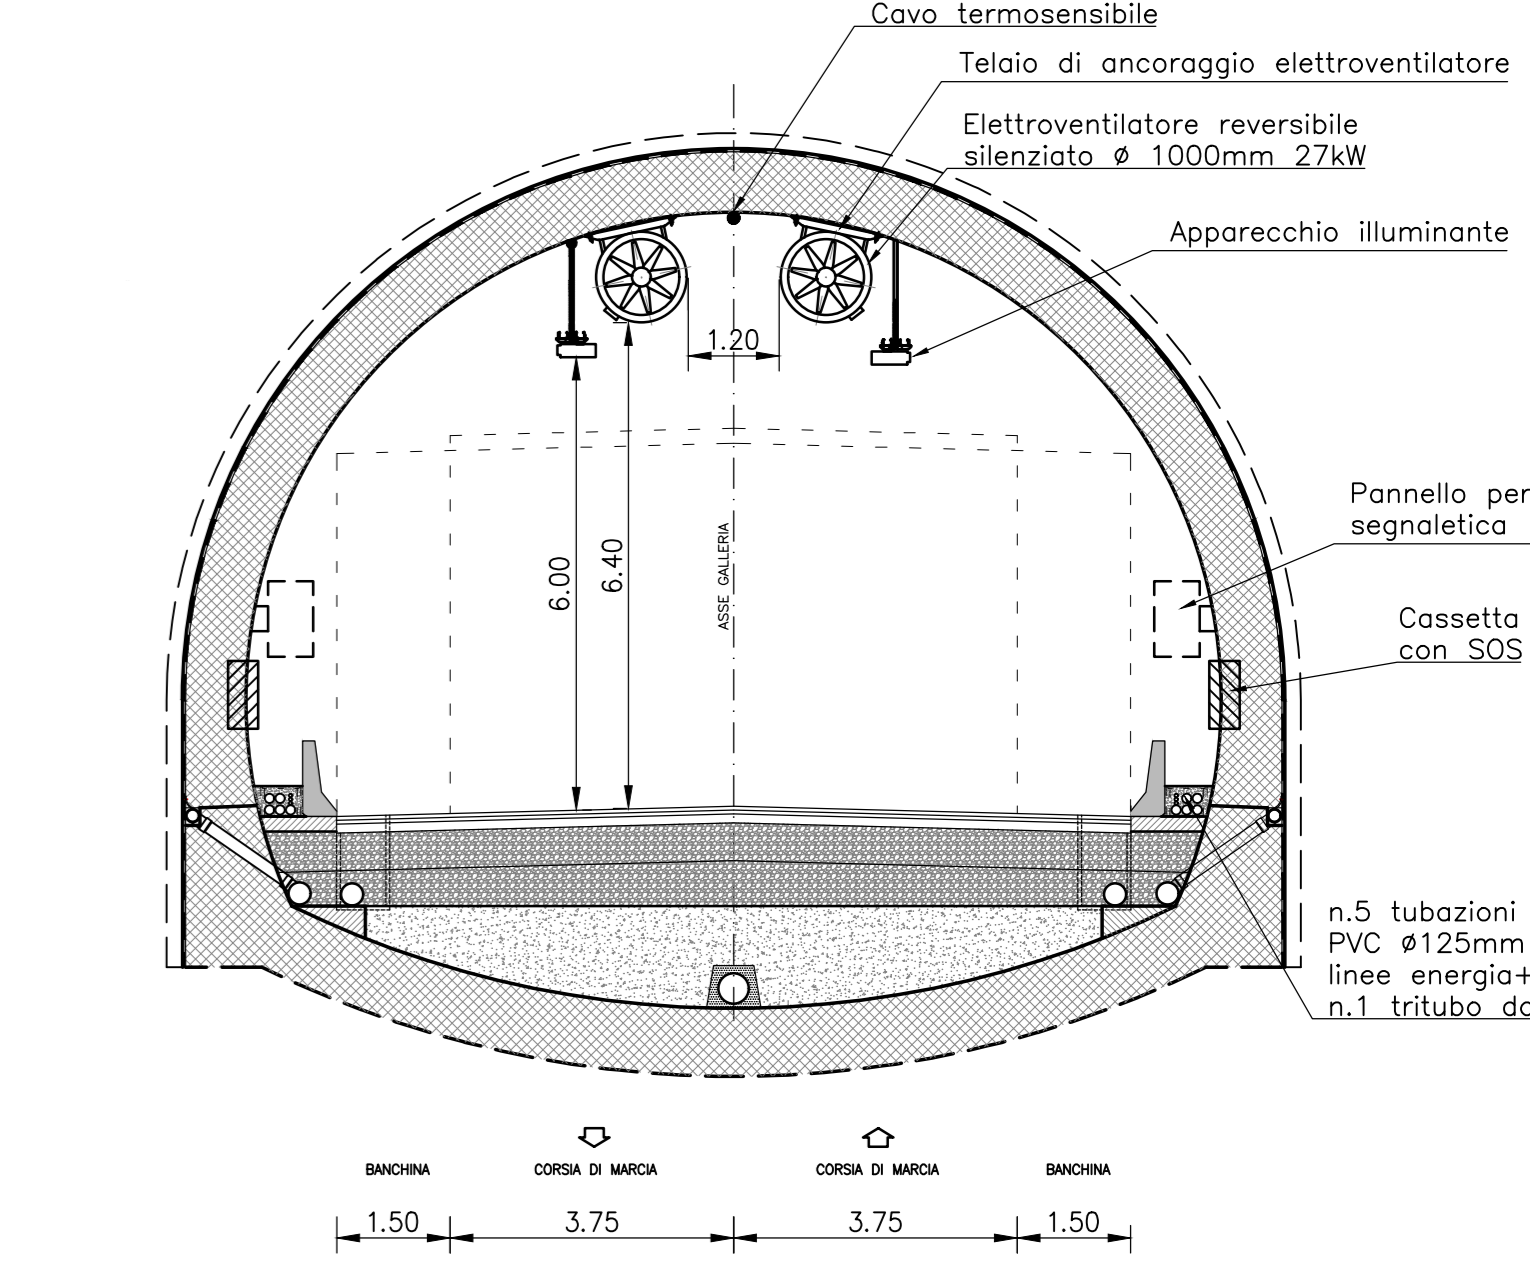 Cavo termosensibile
Telaio di ancoraggio elettroventilatore
Elettroventilatore reversibile
silenziato Ø 1000mm 27kW
Apparecchio illuminante
1.20
Pannello per
segnaletica
6.00
6.40
ASSE GALLERIA
Cassetta
con SOS
n.5 tubazioni
PVC Ø125mm
linee energia+
n.1 tritubo
BANCHINA
CORSIA DI MARCIA
CORSIA DI MARCIA
BANCHINA
1.50
3.75
3.75
1.50